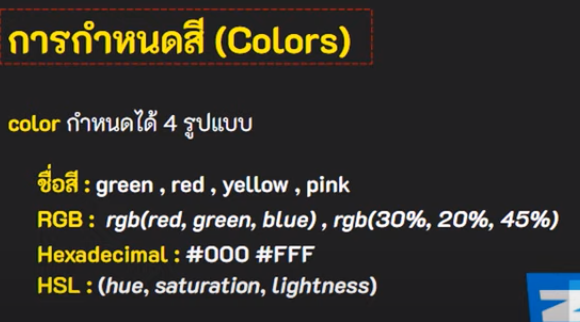 การกำหนดสี (Colors)
color กำหนดได้ 4 รูปแบบ
ชื่อสี : green , red , yellow , pink
RGB : rgb(red, green, blue) , rgb(30%, 20%, 45%)
Hexadecimal : #000 #FFF
HSL : (hue, saturation, lightness)